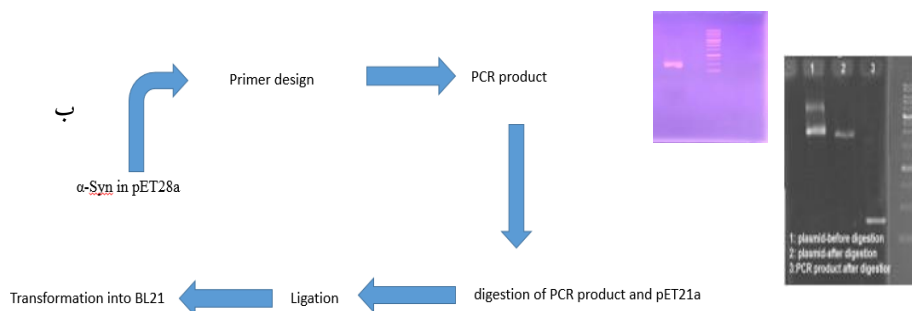 ب
α-Syn in pET28a
Primer design
PCR product
digestion of PCR product and pET21a
Ligation
Transformation into BL21
1 2 3
1: plasmid-before digestion
2: plasmid-after digestion
3:PCR product after digestion